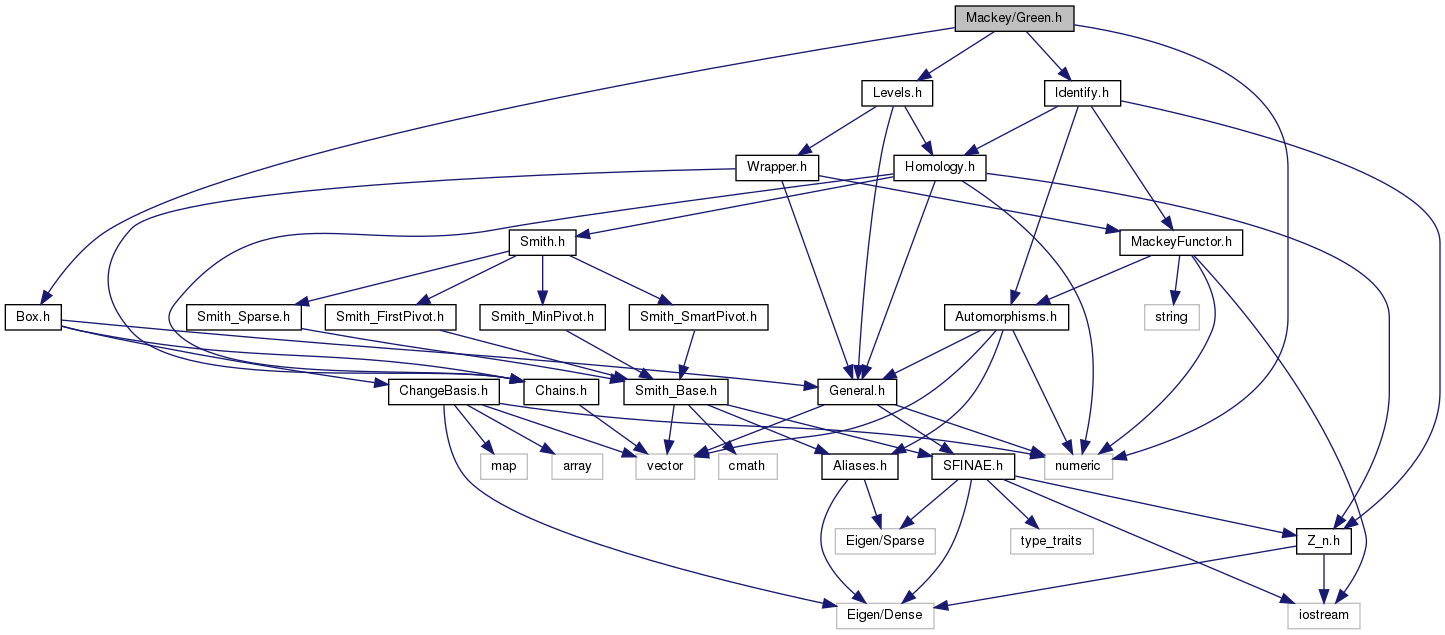 Mackey/Green.h
Levels.h
Identify.h
Wrapper.h
Homology.h
Smith.h
MackeyFunctor.h
Box.h
Smith_Sparse.h
Smith_FirstPivot.h
Smith_MinPivot.h
Smith_SmartPivot.h
Automorphisms.h
string
ChangeBasis.h
Chains.h
Smith_Base.h
General.h
map
array
vector
cmath
Aliases.h
SFINAE.h
numeric
Eigen/Sparse
type_traits
Z_n.h
Eigen/Dense
iostream